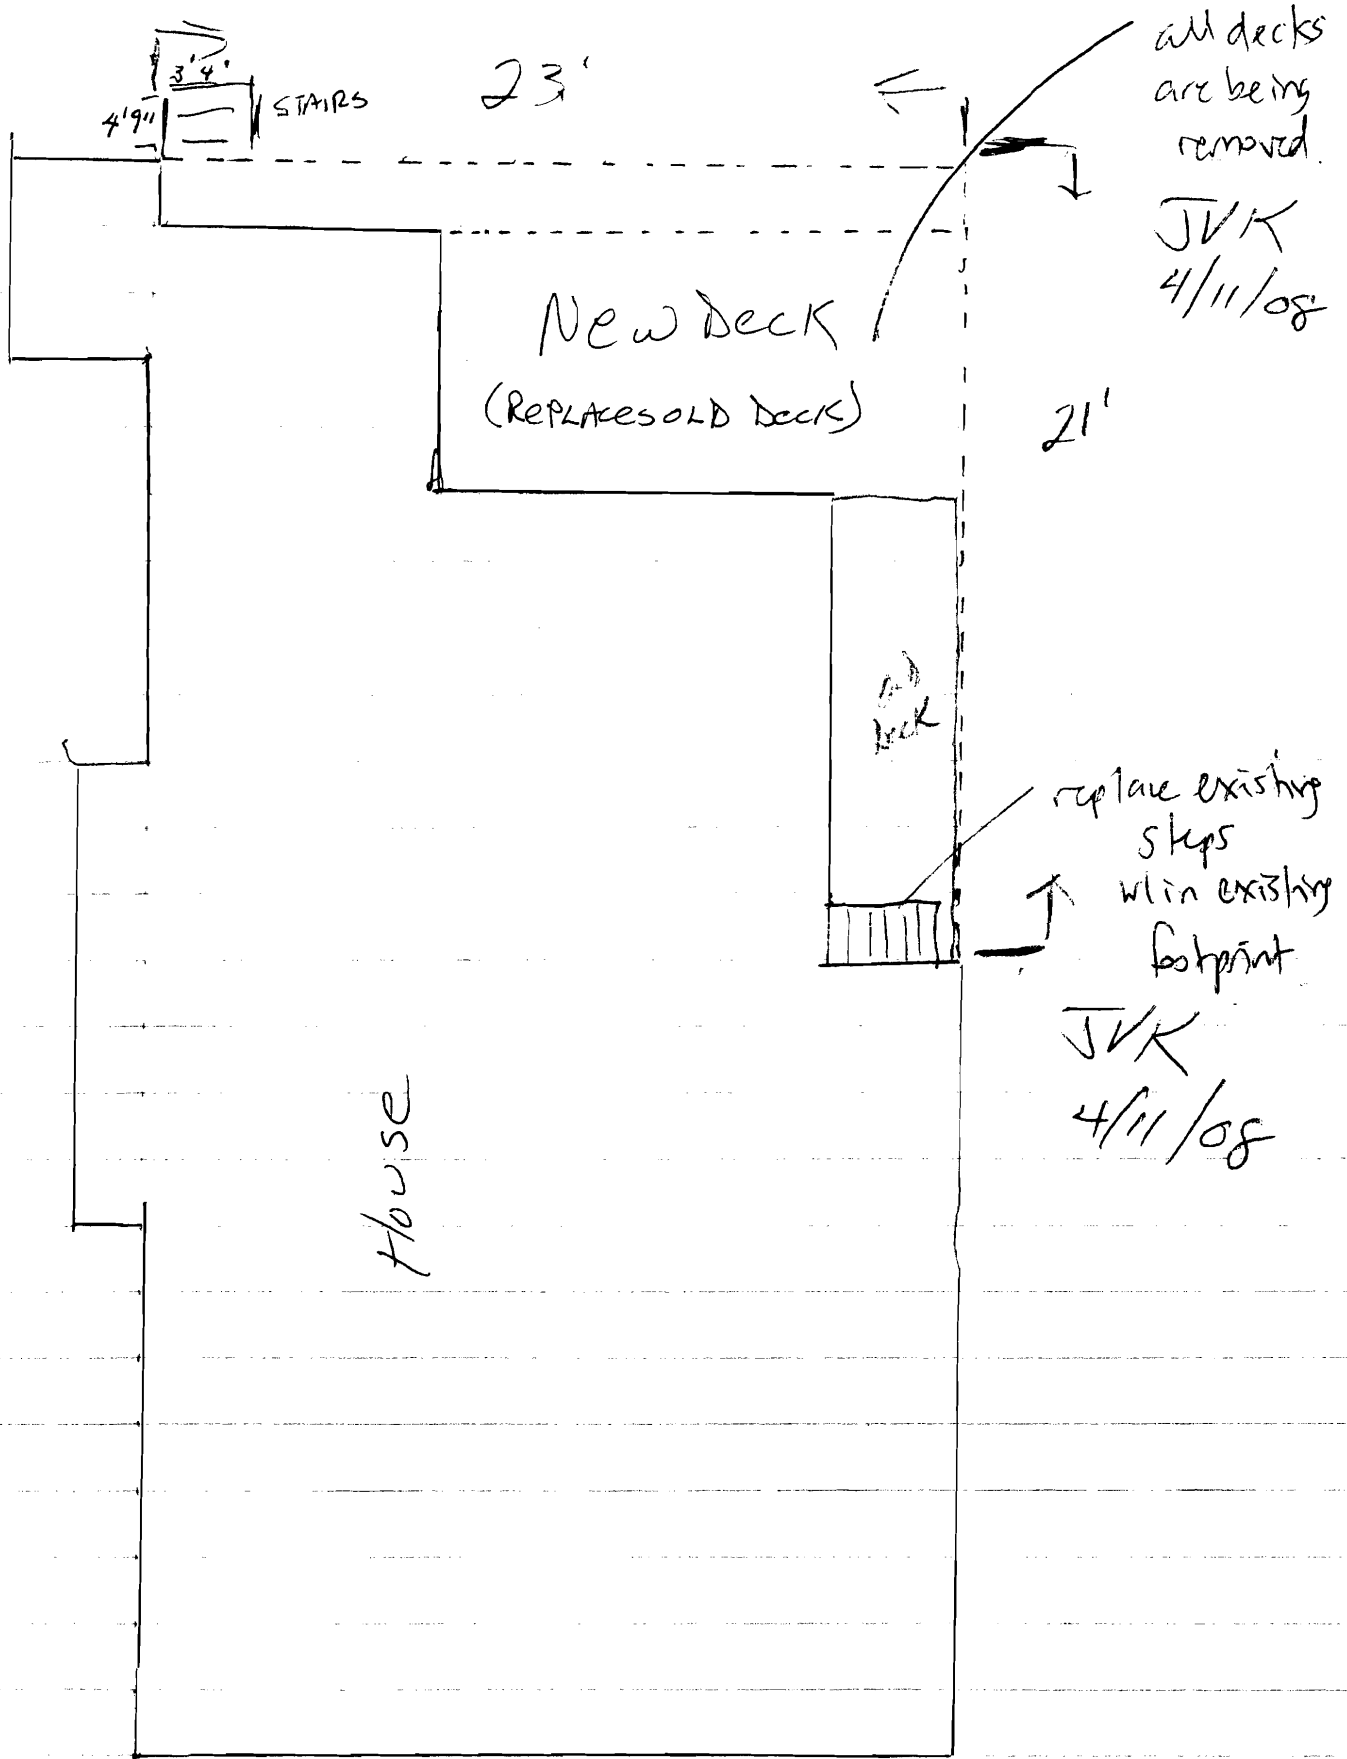 all decks
are being
removed.
JVK
4/11/08
3'4"
4'9"
STAIRS
23'
New Deck
(Replaces old Deck)
21'
Deck
replace existing
steps
w/in existing
footprint
JVK
4/11/08
House